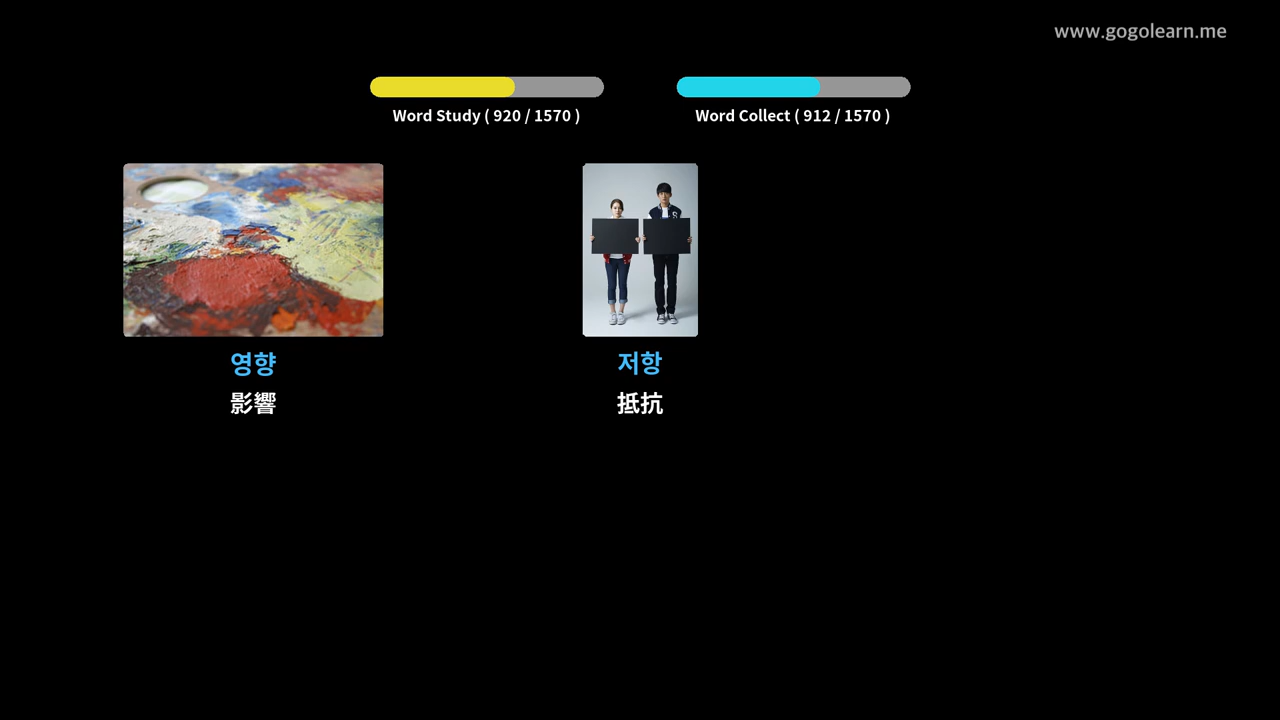 www.gogolearn.me
Word Study ( 920 / 1570 )
Word Collect ( 912 / 1570 )
영향
影響
저항
抵抗